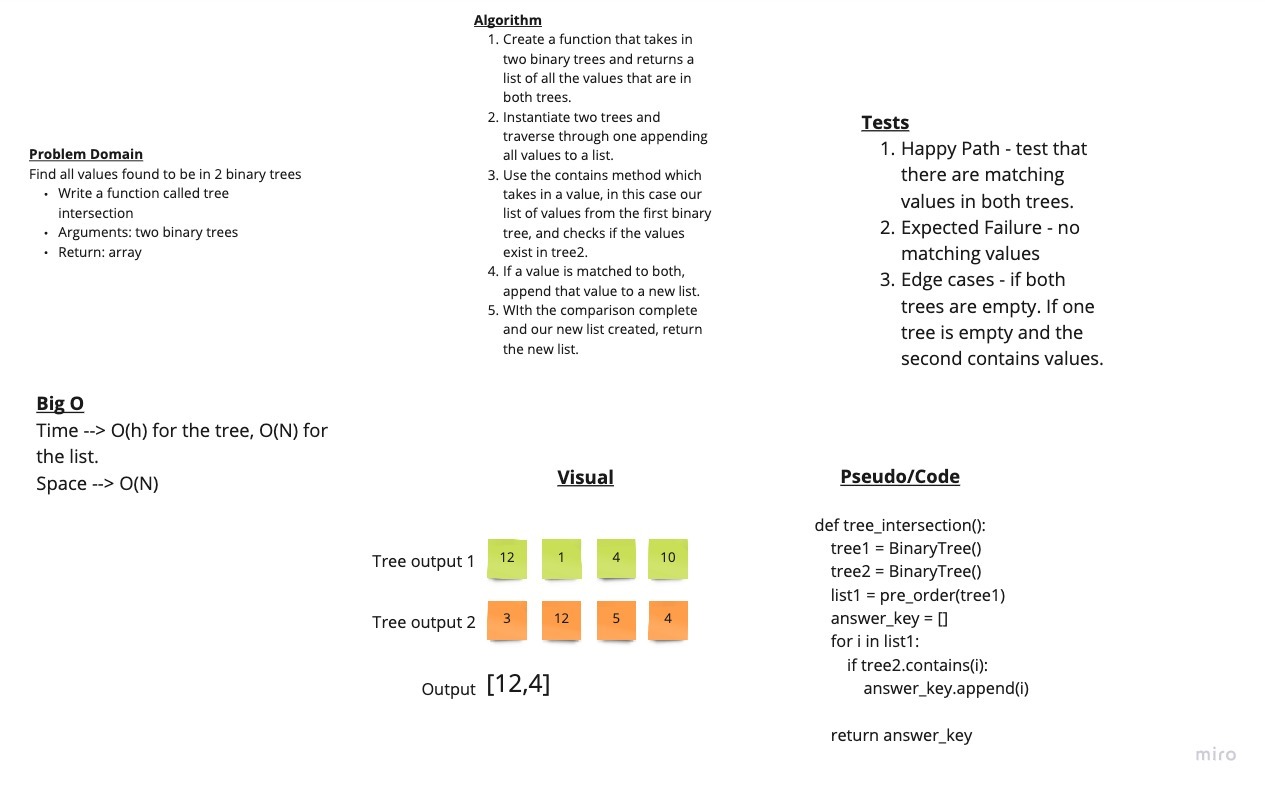 Problem Domain
Find all values found to be in 2 binary trees
• Write a function called tree
intersection
• Arguments: two binary trees
• Return: array
Algorithm
1. Create a function that takes in
two binary trees and returns a
list of all the values that are in
both trees.
2. Instantiate two trees and
traverse through one appending
all values to a list.
3. Use the contains method which
takes in a value, in this case our
list of values from the first binary
tree, and checks if the values
exist in tree2.
4. If a value is matched to both,
append that value to a new list.
5. WIth the comparison complete
and our new list created, return
the new list.
Tests
1. Happy Path - test that
there are matching
values in both trees.
2. Expected Failure - no
matching values
3. Edge cases - if both
trees are empty. If one
tree is empty and the
second contains values.
Big O
Time --> O(h) for the tree, O(N) for
the list.
Space --> O(N)
Visual
Tree output 1 12 1 4 10
Tree output 2 3 12 5 4
Output [12,4]
Pseudo/Code
def tree_intersection():
tree1 = BinaryTree()
tree2 = BinaryTree()
list1 = pre_order(tree1)
answer_key = []
for i in list1:
if tree2.contains(i):
answer_key.append(i)
return answer_key
miro